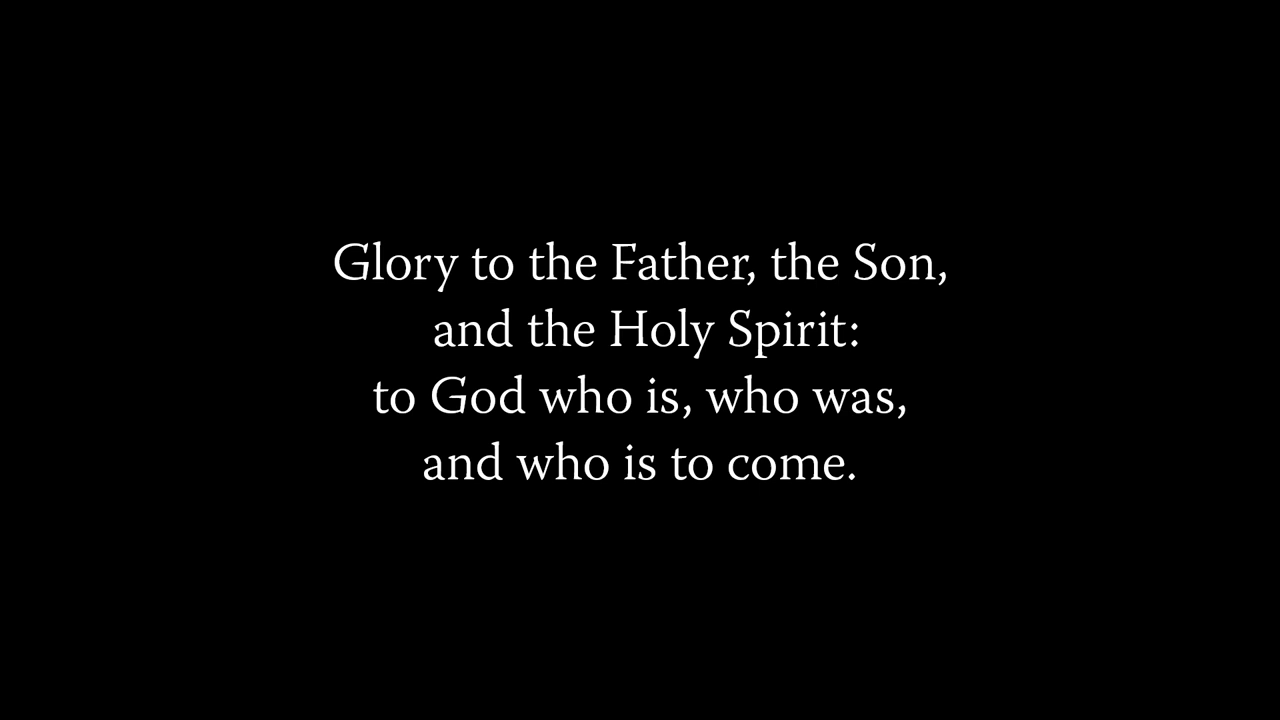 Glory to the Father, the Son,
and the Holy Spirit:
to God who is, who was,
and who is to come.